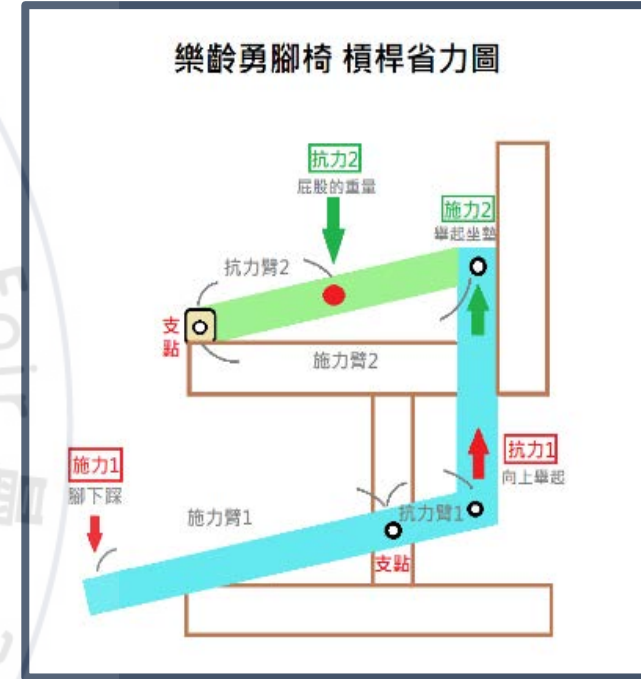 樂齡勇腳椅 槓桿省力圖
抗力2
屁股的重量
施力2
舉起坐墊
抗力臂2
支
點
施力臂2
施力1
腳下踩
抗力1
向上舉起
施力臂1
抗力臂1
支點